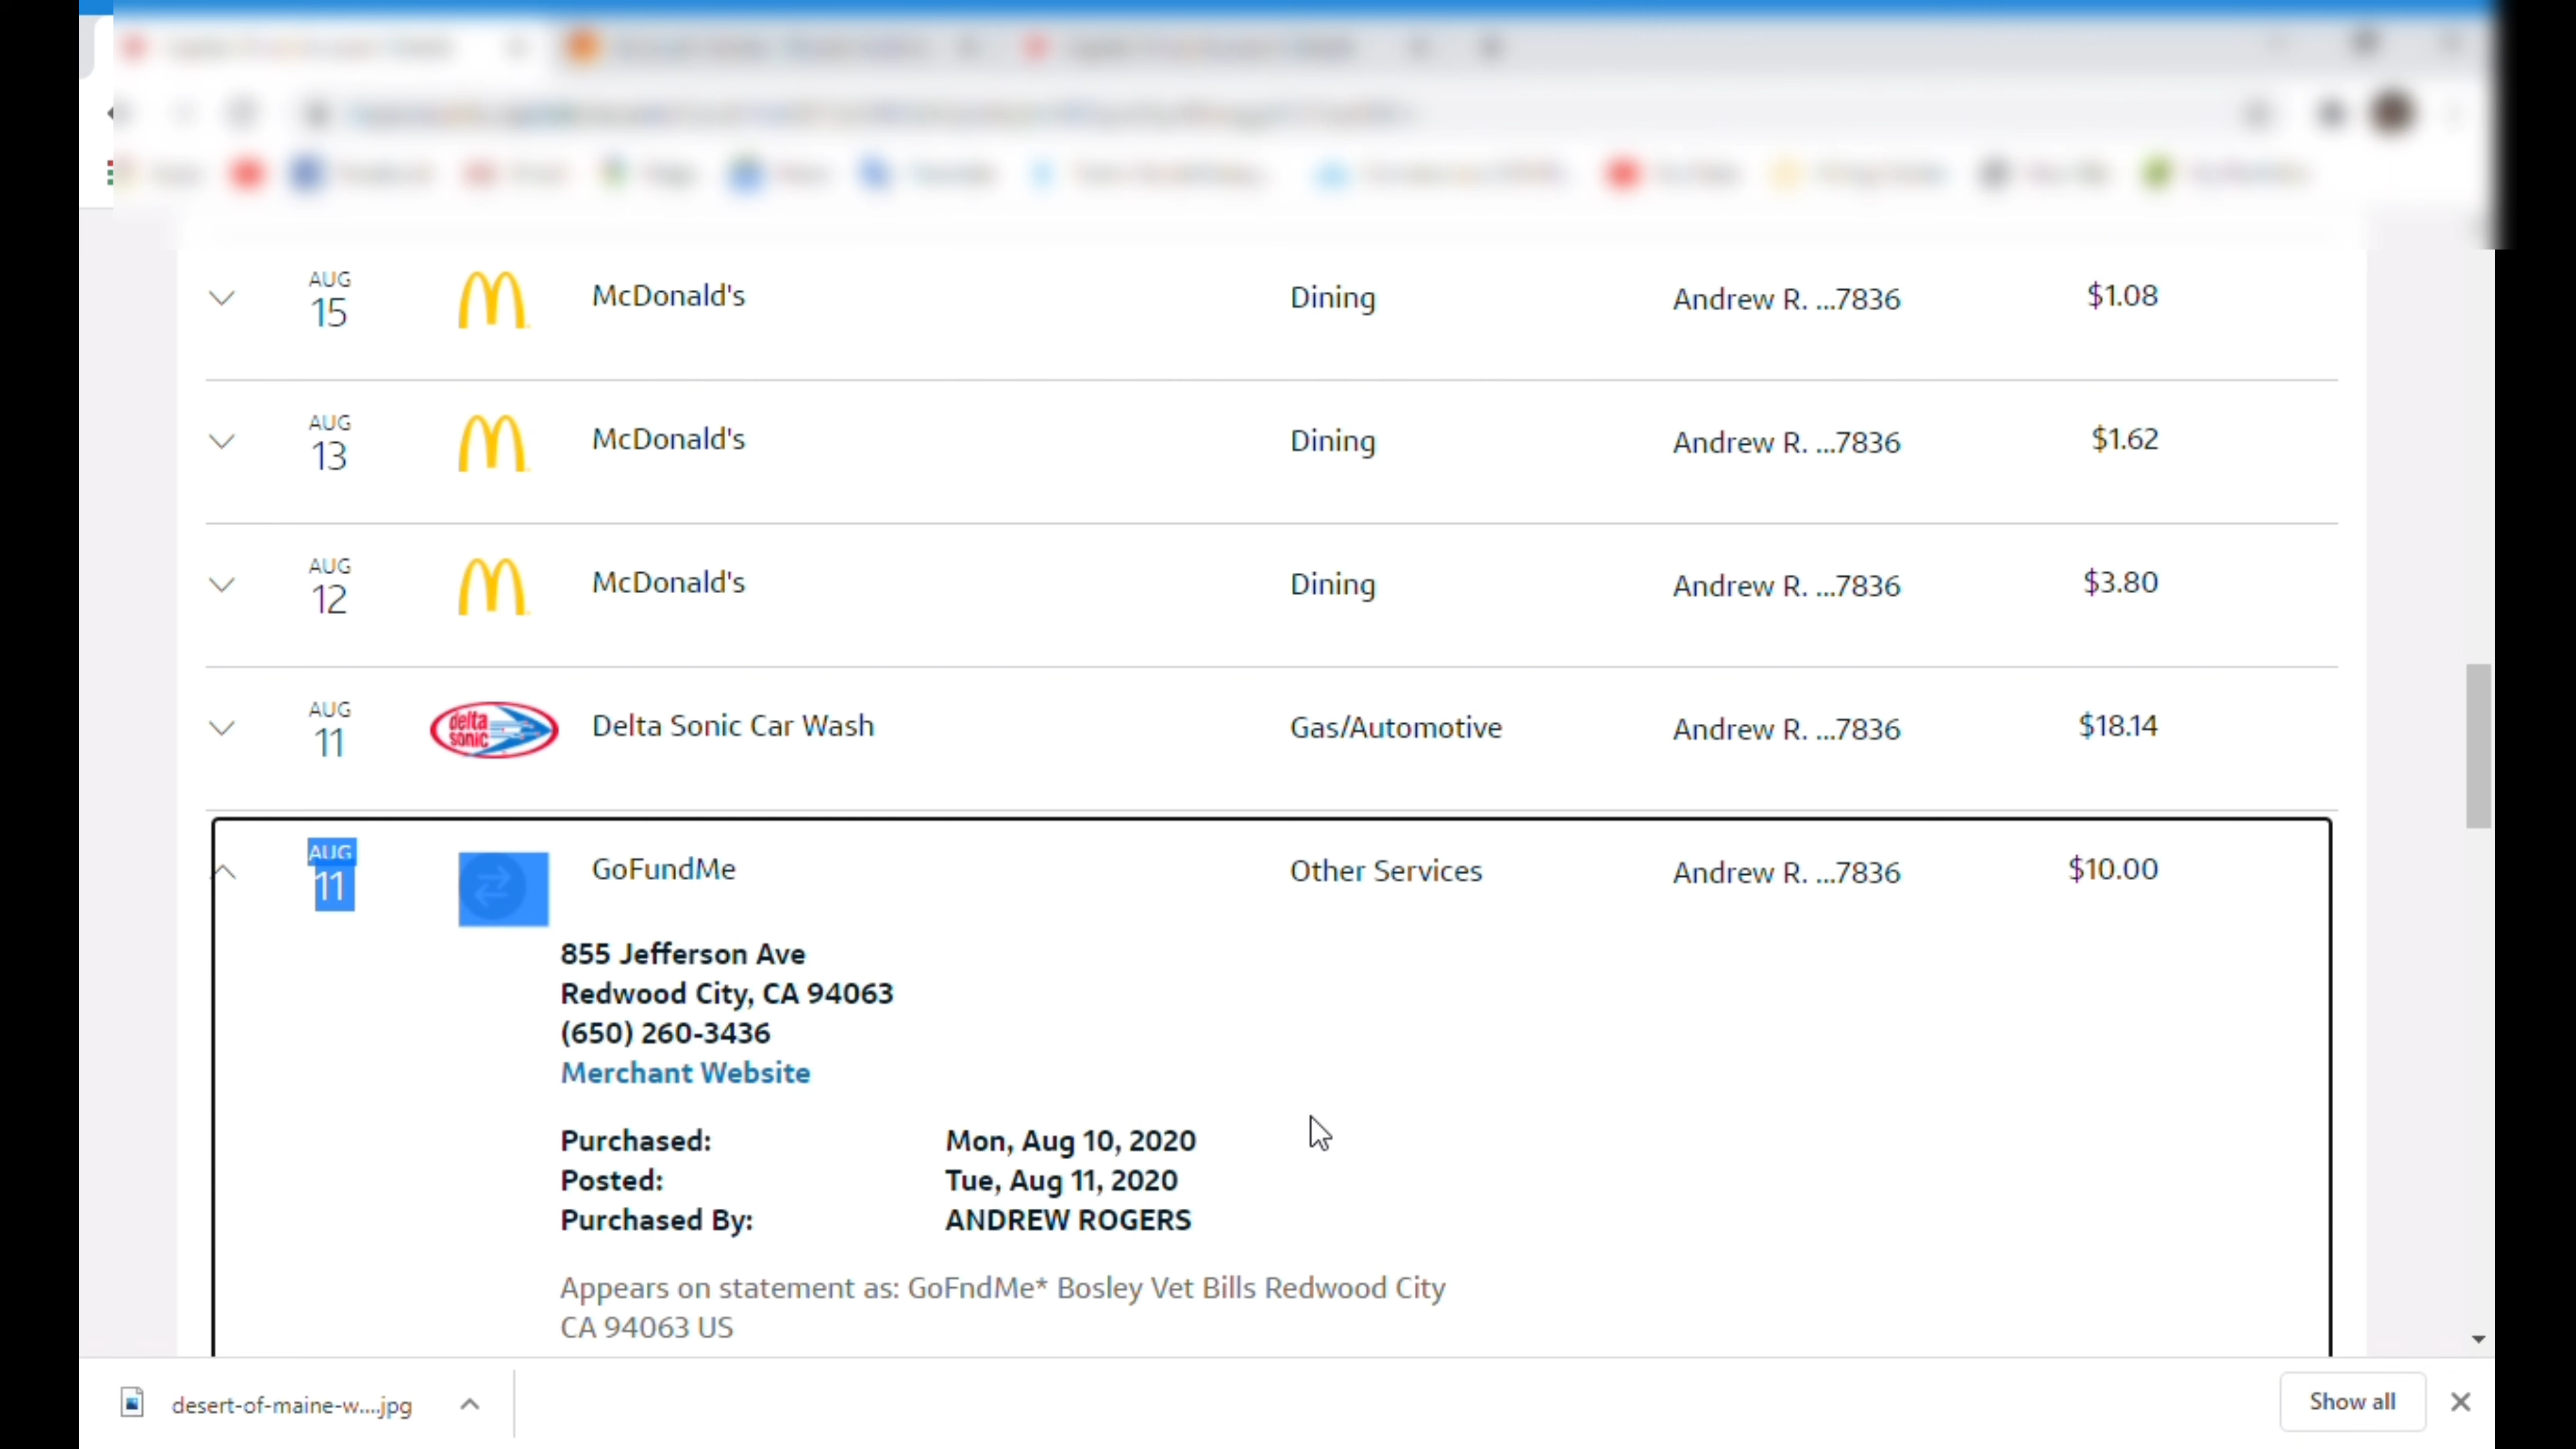 AUG
15
McDonald's
Dining
Andrew R. ...7836
$1.08
AUG
13
McDonald's
Dining
Andrew R. ...7836
$1.62
AUG
12
McDonald's
Dining
Andrew R. ...7836
$3.80
AUG
11
delta
sonic
Delta Sonic Car Wash
Gas/Automotive
Andrew R. ...7836
$18.14
AUG
11
GoFundMe
Other Services
Andrew R. ...7836
$10.00
855 Jefferson Ave
Redwood City, CA 94063
(650) 260-3436
Merchant Website
Purchased: Mon, Aug 10, 2020
Posted: Tue, Aug 11, 2020
Purchased By: ANDREW ROGERS
Appears on statement as: GoFndMe* Bosley Vet Bills Redwood City
CA 94063 US
desert-of-maine-w....jpg
Show all